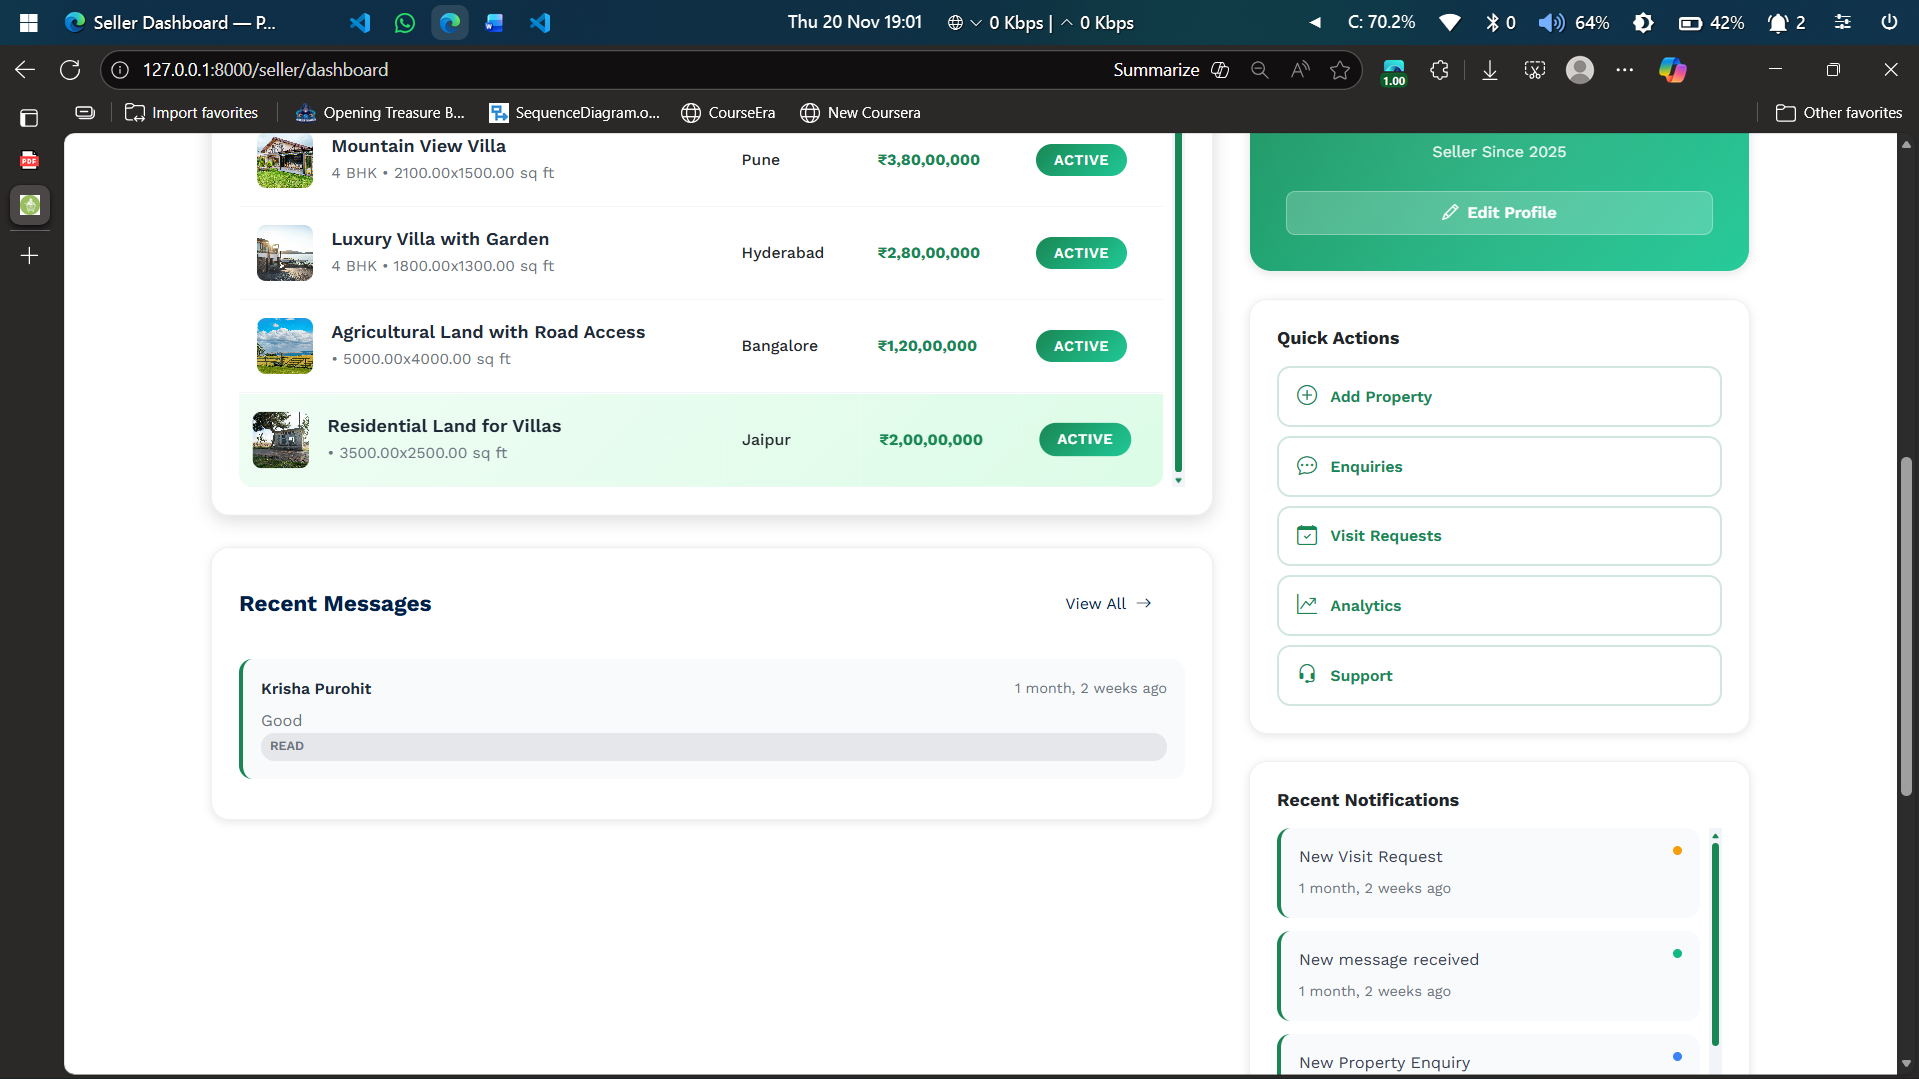 Seller Dashboard — P...
Thu 20 Nov 19:01
0 Kbps | 0 Kbps
C: 70.2%
0
64%
42%
2
127.0.0.1:8000/seller/dashboard
Summarize
1.00
Import favorites
Opening Treasure B...
SequenceDiagram.o...
CourseEra
New Coursera
Other favorites
PDF
Mountain View Villa
4 BHK • 2100.00x1500.00 sq ft
Pune
₹3,80,00,000
ACTIVE
Luxury Villa with Garden
4 BHK • 1800.00x1300.00 sq ft
Hyderabad
₹2,80,00,000
ACTIVE
Agricultural Land with Road Access
• 5000.00x4000.00 sq ft
Bangalore
₹1,20,00,000
ACTIVE
Residential Land for Villas
• 3500.00x2500.00 sq ft
Jaipur
₹2,00,00,000
ACTIVE
Recent Messages
View All →
Krisha Purohit
1 month, 2 weeks ago
Good
READ
Seller Since 2025
Edit Profile
Quick Actions
Add Property
Enquiries
Visit Requests
Analytics
Support
Recent Notifications
New Visit Request
1 month, 2 weeks ago
New message received
1 month, 2 weeks ago
New Property Enquiry